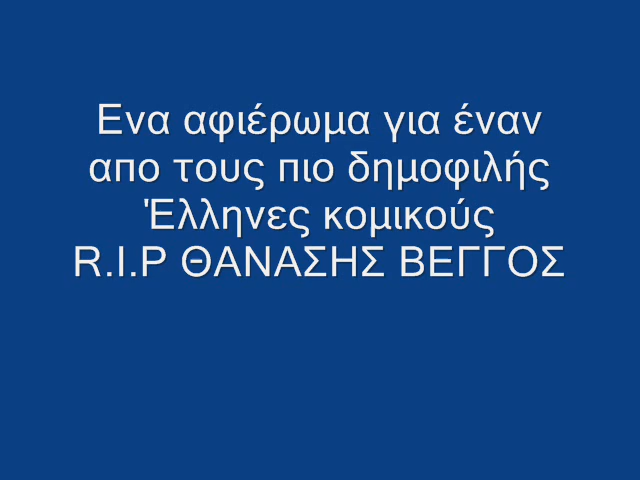 Ενα αφιέρωμα για έναν
απο τους πιο δημοφιλής
Έλληνες κομικούς
R.I.P ΘΑΝΑΣΗΣ ΒΕΓΓΟΣ